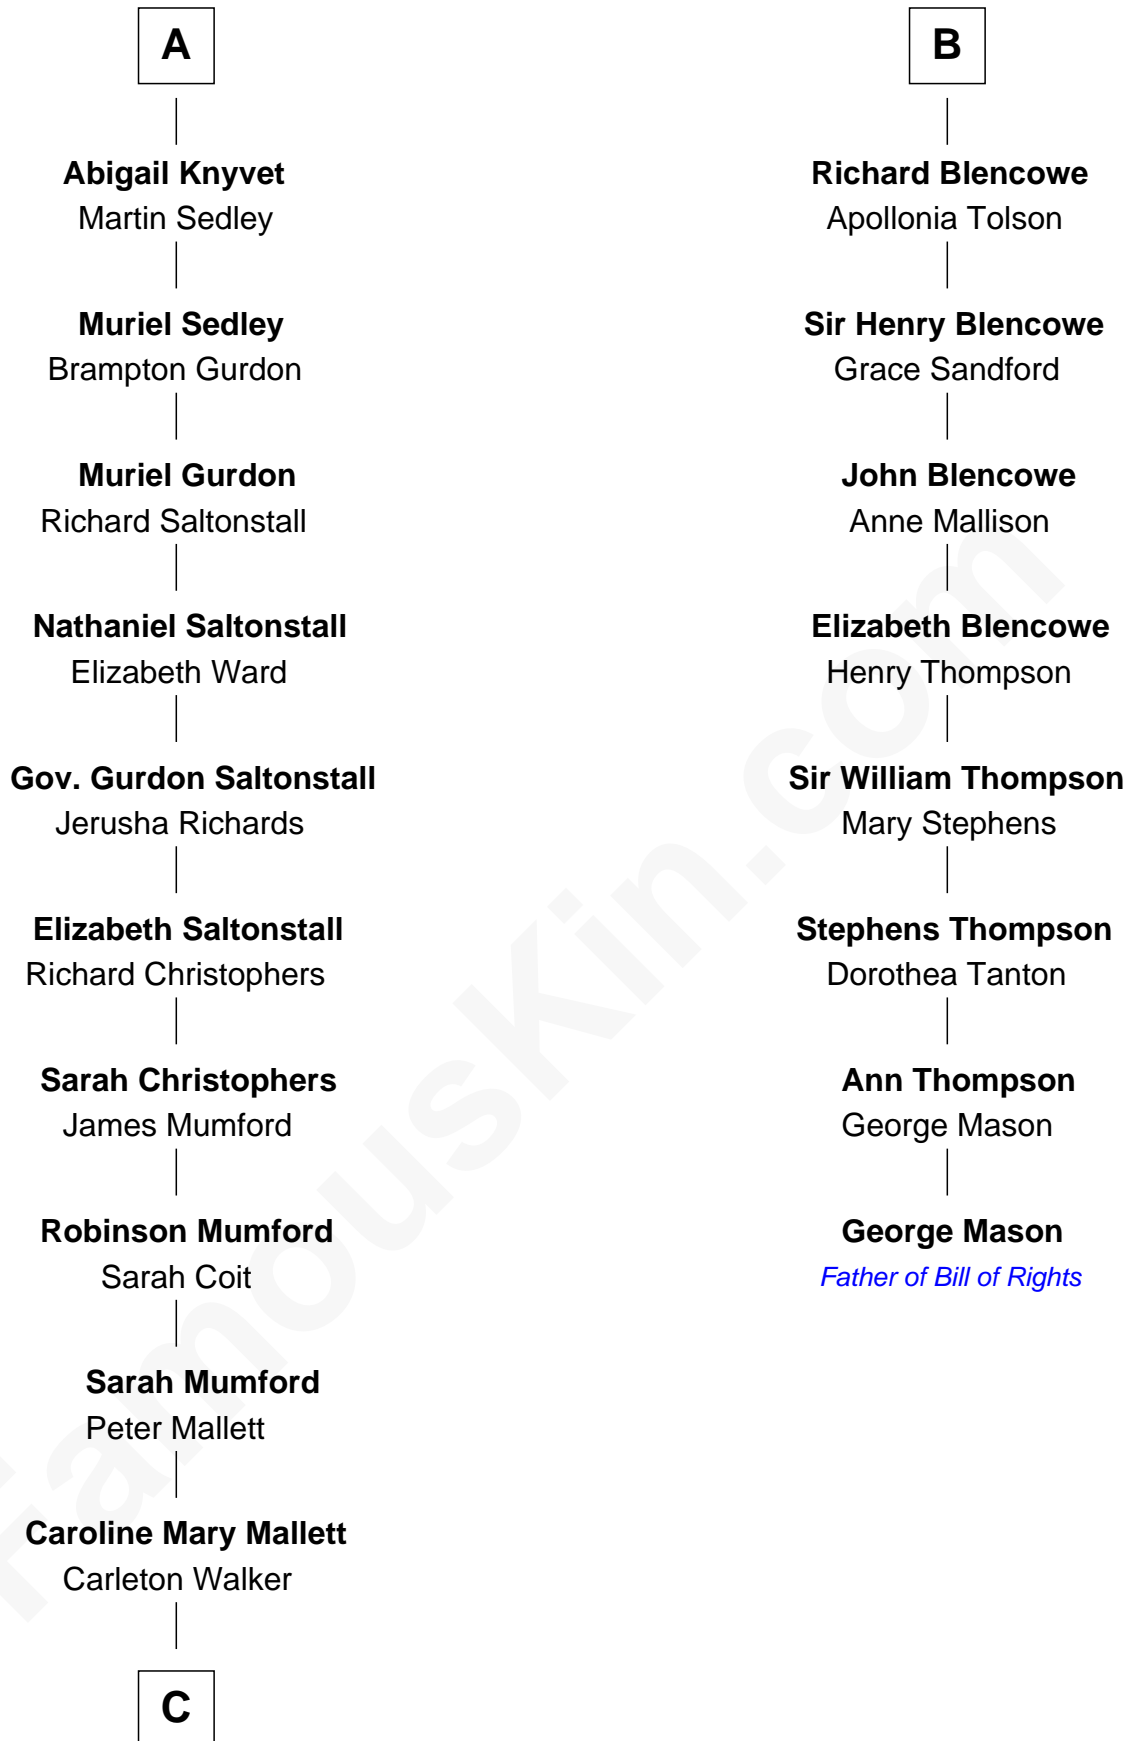 A
Abigail Knyvet
Martin Sedley
Muriel Sedley
Brampton Gurdon
Muriel Gurdon
Richard Saltonstall
Nathaniel Saltonstall
Elizabeth Ward
Gov. Gurdon Saltonstall
Jerusha Richards
Elizabeth Saltonstall
Richard Christophers
Sarah Christophers
James Mumford
Robinson Mumford
Sarah Coit
Sarah Mumford
Peter Mallett
Caroline Mary Mallett
Carleton Walker
C
B
Richard Blencowe
Apollonia Tolson
Sir Henry Blencowe
Grace Sandford
John Blencowe
Anne Mallison
Elizabeth Blencowe
Henry Thompson
Sir William Thompson
Mary Stephens
Stephens Thompson
Dorothea Tanton
Ann Thompson
George Mason
George Mason
Father of Bill of Rights
FamousKin.com